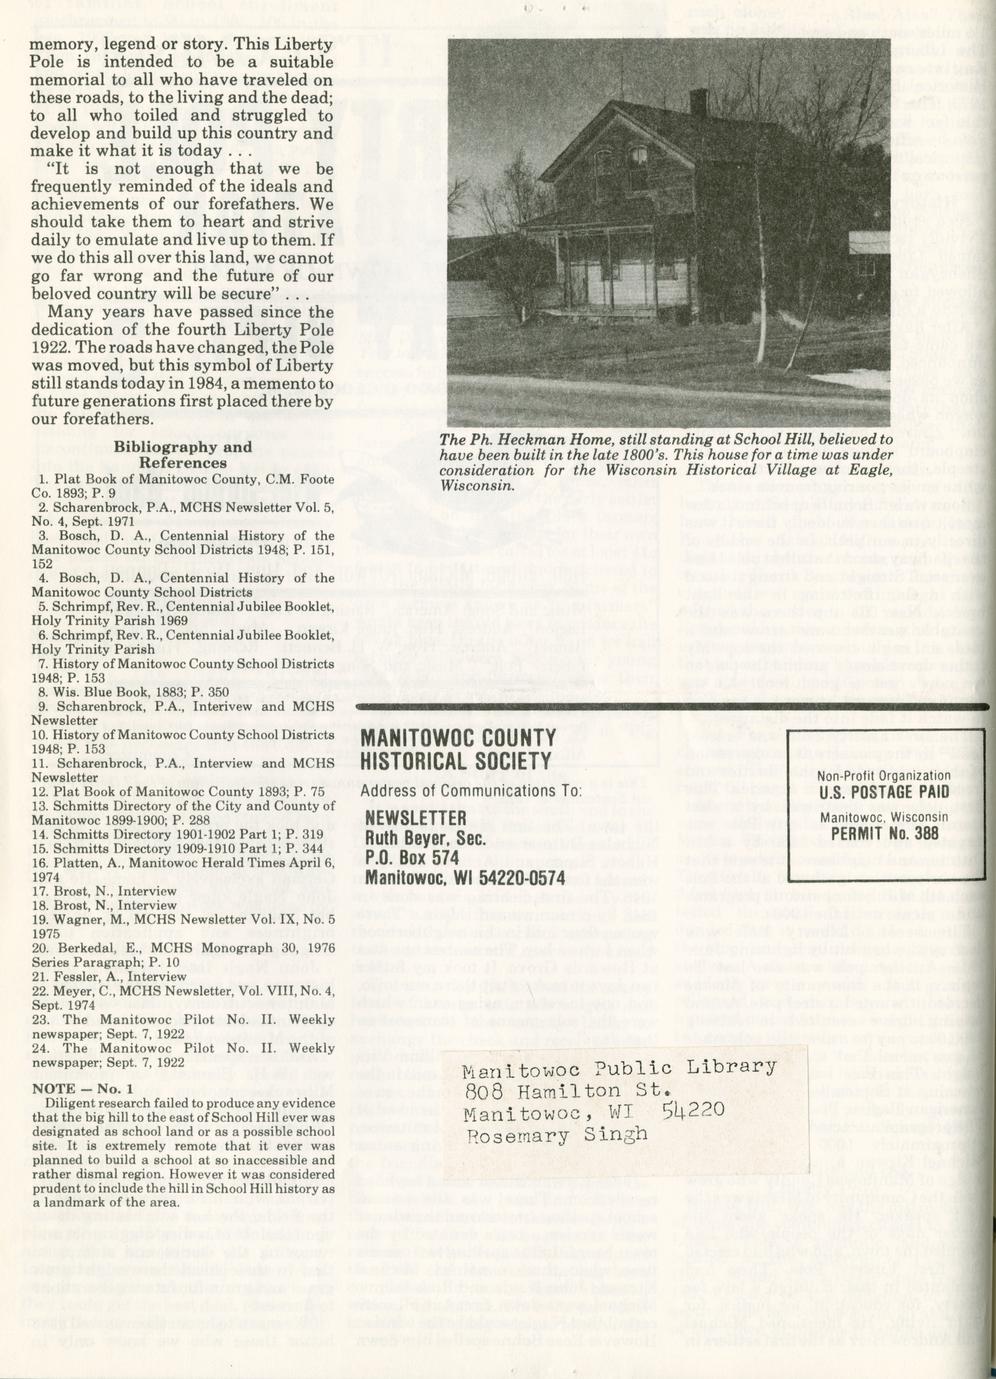 memory, legend or story. This Liberty
Pole is intended to be a suitable
memorial to all who have traveled on
these roads, to the living and the dead;
to all who toiled and struggled to
develop and build up this country and
make it what it is today . . .
“It is not enough that we be
frequently reminded of the ideals and
achievements of our forefathers. We
should take them to heart and strive
daily to emulate and live up to them. If
we do this all over this land, we cannot
go far wrong and the future of our
beloved country will be secure” . . .
Many years have passed since the
dedication of the fourth Liberty Pole
1922. The roads have changed, the Pole
was moved, but this symbol of Liberty
still stands today in 1984, a memento to
future generations first placed there by
our forefathers.
Bibliography and
References
1. Plat Book of Manitowoc County, C.M. Foote
Co. 1893; P. 9
2. Scharenbrock, P.A., MCHS Newsletter Vol. 5,
No. 4, Sept. 1971
3. Bosch, D. A., Centennial History of the
Manitowoc County School Districts 1948; P. 151,
152
4. Bosch, D. A., Centennial History of the
Manitowoc County School Districts
5. Schrimpf, Rev. R., Centennial Jubilee Booklet,
Holy Trinity Parish 1969
6. Schrimpf, Rev. R., Centennial Jubilee Booklet,
Holy Trinity Parish
7. History of Manitowoc County School Districts
1948; P. 153
8. Wis. Blue Book, 1883; P. 350
9. Scharenbrock, P.A., Interivew and MCHS
Newsletter
10. History of Manitowoc County School Districts
1948; P. 153
11. Scharenbrock, P.A., Interview and MCHS
Newsletter
12. Plat Book of Manitowoc County 1893; P. 75
13. Schmitts Directory of the City and County of
Manitowoc 1899-1900; P. 288
14. Schmitts Directory 1901-1902 Part 1; P. 319
15. Schmitts Directory 1909-1910 Part 1; P. 344
16. Platten, A., Manitowoc Herald Times April 6,
1974
17. Brost, N., Interview
18. Brost, N., Interview
19. Wagner, M., MCHS Newsletter Vol. IX, No. 5
1975
20. Berkedal, E., MCHS Monograph 30, 1976
Series Paragraph; P. 10
21. Fessler, A., Interview
22. Meyer, C., MCHS Newsletter, Vol. VIII, No. 4,
Sept. 1974
23. The Manitowoc Pilot No. II. Weekly
newspaper; Sept. 7, 1922
24. The Manitowoc Pilot No. II. Weekly
newspaper; Sept. 7, 1922
NOTE — No. 1
Diligent research failed to produce any evidence
that the big hill to the east of School Hill ever was
designated as school land or as a possible school
site. It is extremely remote that it ever was
planned to build a school at so inaccessible and
rather dismal region. However it was considered
prudent to include the hill in School Hill history as
a landmark of the area.
The Ph. Heckman Home, still standing at School Hill, believed to
have been built in the late 1800's. This house for a time was under
consideration for the Wisconsin Historical Village at Eagle,
Wisconsin.
MANITOWOC COUNTY
HISTORICAL SOCIETY
Address of Communications To:
NEWSLETTER
Ruth Beyer, Sec.
P.O. Box 574
Manitowoc, WI 54220-0574
Non-Profit Organization
U.S. POSTAGE PAID
Manitowoc, Wisconsin
PERMIT No. 388
Manitowoc Public Library
808 Hamilton St.
Manitowoc, WI 54220
Rosemary Singh